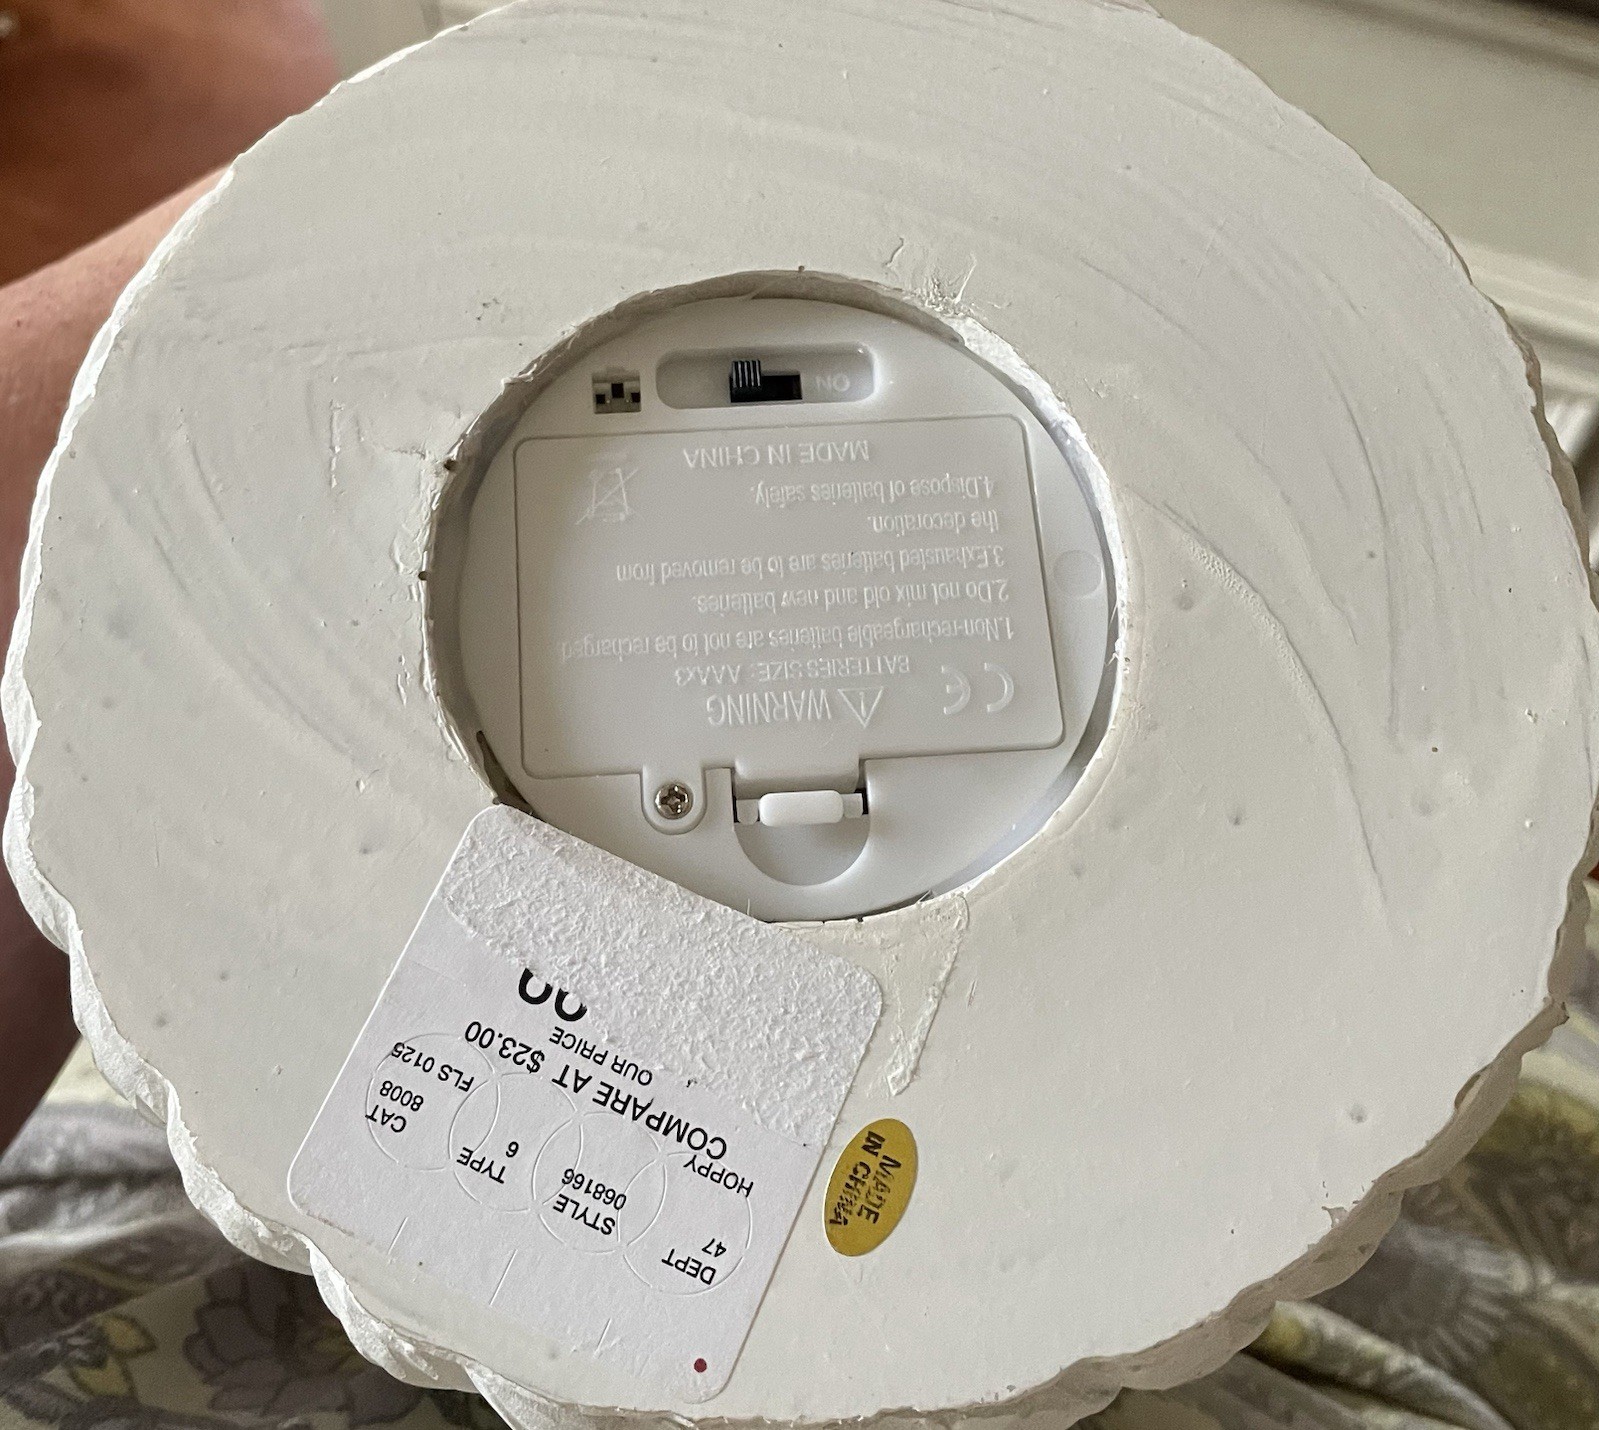 ON
MADE IN CHINA
⚠ WARNING
BATTERIES SIZE: AAAx3
1.Non-rechargeable batteries are not to be recharged.
2.Do not mix old and new batteries.
3.Exhausted batteries are to be removed from
the decoration.
4.Dispose of batteries safely.
MADE IN CHINA
DEPT
47
STYLE
068166
TYPE
6
CAT
8008
HOPPY
FLS 0125
COMPARE AT $23.00
OUR PRICE